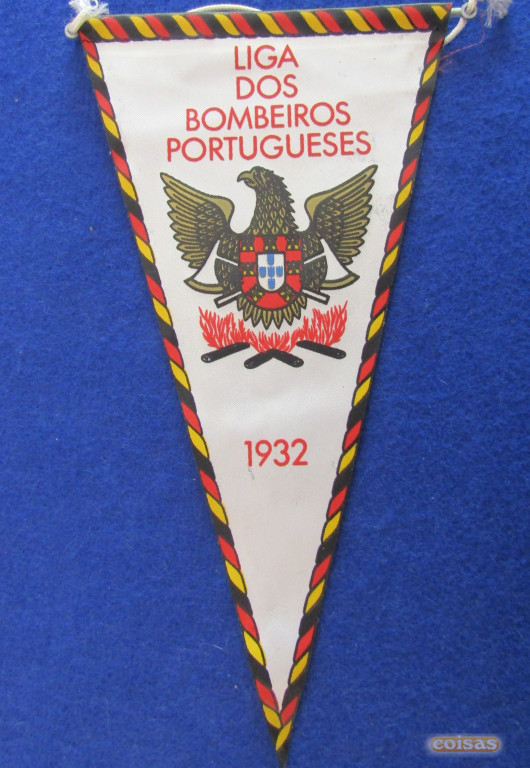 LIGA
DOS
BOMBEIROS
PORTUGUESES
1932
coisas